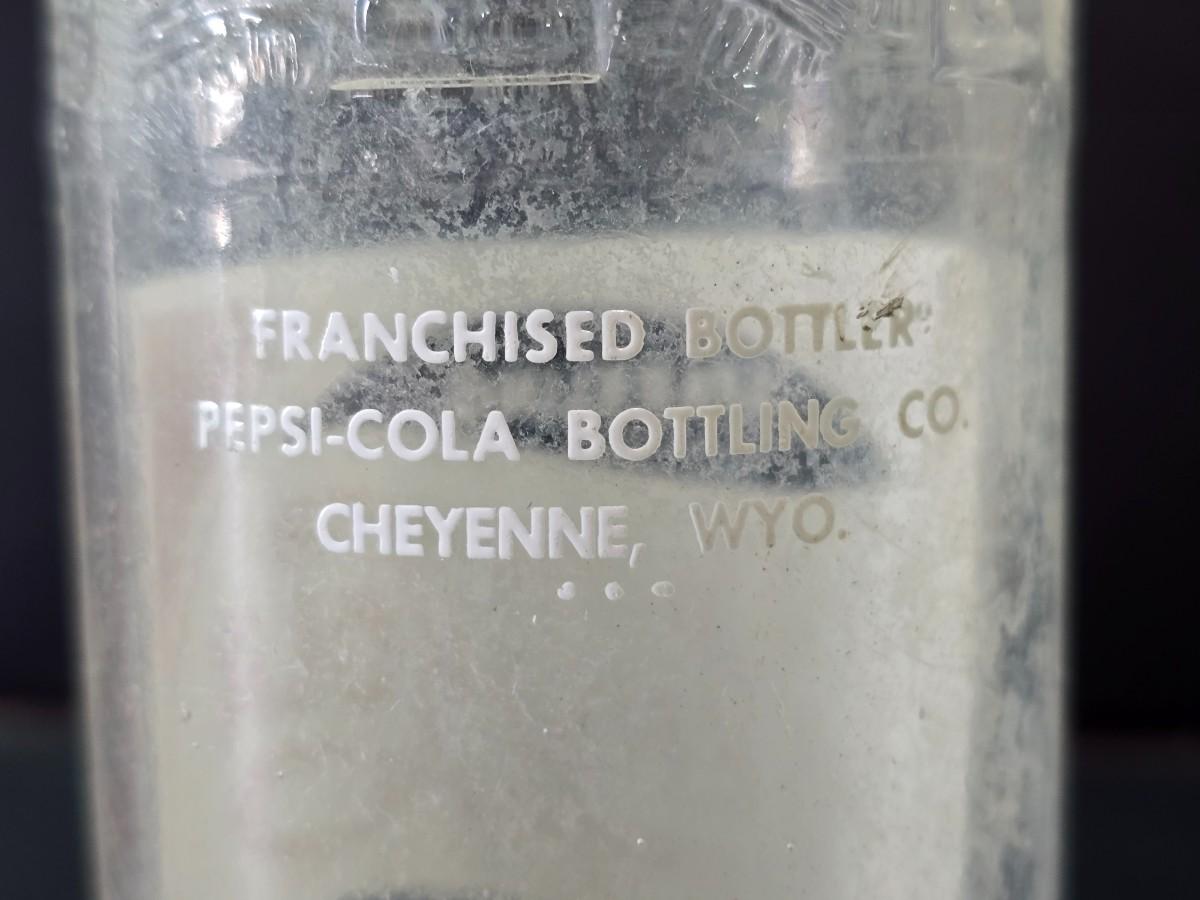 FRANCHISED BOTTLER
PEPSI-COLA BOTTLING CO.
CHEYENNE, WYO.